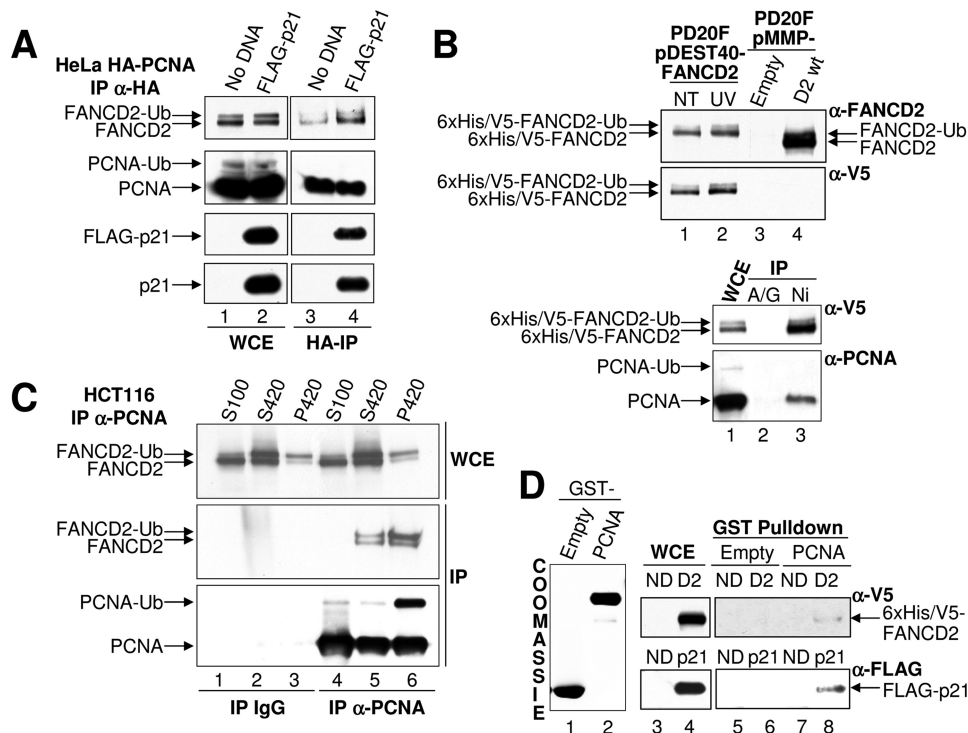 A
HeLa HA-PCNA
IP α-HA
No DNA
FLAG-p21
No DNA
FLAG-p21
FANCD2-Ub
FANCD2
PCNA-Ub
PCNA
FLAG-p21
p21
1 2 3 4
WCE HA-IP
B
PD20F
pDEST40-
FANCD2
PD20F
pMMP-
NT UV
Empty
D2 wt
α-FANCD2
6xHis/V5-FANCD2-Ub
6xHis/V5-FANCD2
FANCD2-Ub
FANCD2
α-V5
6xHis/V5-FANCD2-Ub
6xHis/V5-FANCD2
1 2 3 4
WCE
IP
A/G Ni
α-V5
6xHis/V5-FANCD2-Ub
6xHis/V5-FANCD2
α-PCNA
PCNA-Ub
PCNA
1 2 3
C
HCT116
IP α-PCNA
S100
S420
P420
S100
S420
P420
FANCD2-Ub
FANCD2
WCE
FANCD2-Ub
FANCD2
IP
PCNA-Ub
PCNA
1 2 3 4 5 6
IP IgG IP α-PCNA
D
GST-
Empty
PCNA
COOMASSIE
1 2
WCE
GST Pulldown
Empty PCNA
ND D2 ND D2 ND D2
α-V5
6xHis/V5-
FANCD2
ND p21 ND p21 ND p21
α-FLAG
FLAG-p21
3 4 5 6 7 8